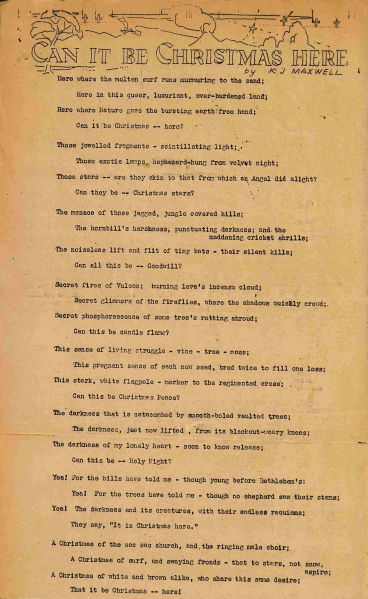 CAN IT BE CHRISTMAS HERE
by K J MAXWELL
Here where the molton surf runs murmuring to the sand;
Here in this queer, luxurient, over-burdened land;
Here where Nature gave the bursting earth free hand;
Can it be Christmas -- here?
Those jewelled fragments - scintillating light;
Those exotic lamps, haphazard-hung from velvet night;
Those stars -- are they akin to that from which an Angel did alight?
Can they be -- Christmas stars?
The menace of those jagged, jungle covered hills;
The hornbill's harshness, punctuating darkness; and the
maddening cricket shrills;
The noiseless lift and flit of tiny bats - their silent kills;
Can all this be -- Goodwill?
Secret fires of Vulcan; burning lava's incense cloud;
Secret glimmers of the fireflies, where the shadows quickly crowd;
Secret phosphorescence of some tree's rotting shroud;
Can this be candle flame?
This sense of living struggle - vine - tree - moss;
This pregnant sense of each new seed, bred twice to fill one loss;
This stark, white flagpole - marker to the regimented cross;
Can this be Christmas Peace?
The darkness that is catecombed by smooth-boled vaulted trees;
The darkness, just now lifted, from its blackout-weary knees;
The darkness of my lonely heart - soon to know release;
Can this be -- Holy Night?
Yea! For the hills have told me - though young before Bethlehem's;
Yea! For the trees have told me - though no shepherd saw their stems;
Yea! The darkness and its creatures, with their endless requiems;
They say, "It is Christmas here."
A Christmas of the sac sac church, and the ringing male choir;
A Christmas of surf, and swaying fronds - that to stars, not snow,
aspire;
A Christmas of white and brown alike, who share this same desire;
That it be Christmas -- here!